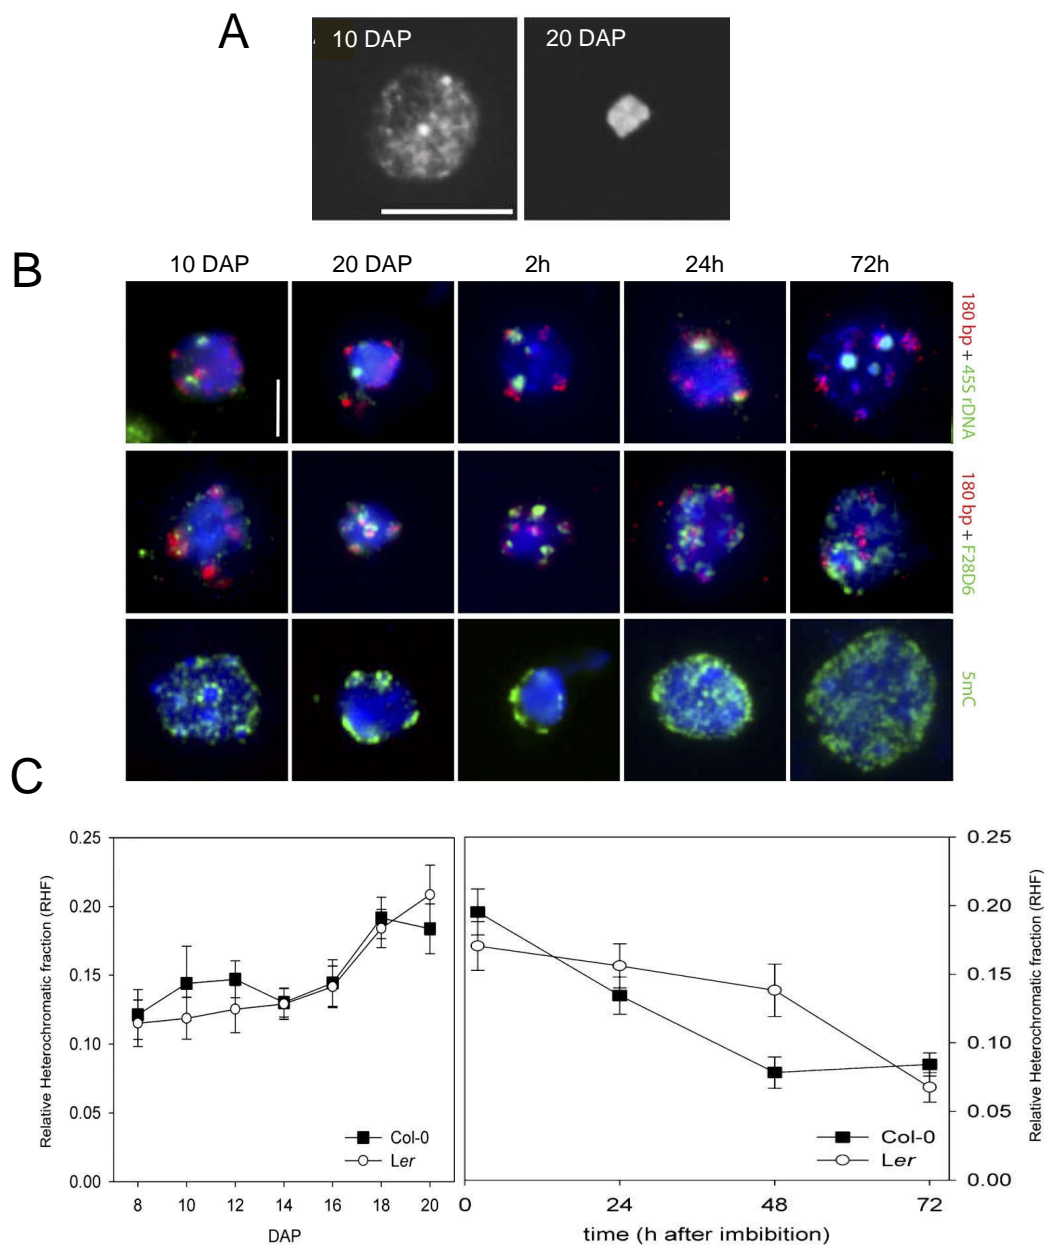 A
10 DAP 20 DAP
B
10 DAP 20 DAP 2h 24h 72h
180 bp + 45S rDNA
180 bp + F28D6
5mC
C
0.25
0.20
0.15
0.10
0.05
0.00
Relative Heterochromatic fraction (RHF)
Col-0
Ler
8 10 12 14 16 18 20
DAP
0.25
0.20
0.15
0.10
0.05
0.00
Relative Heterochromatic fraction (RHF)
Col-0
Ler
0 24 48 72
time (h after imbibition)